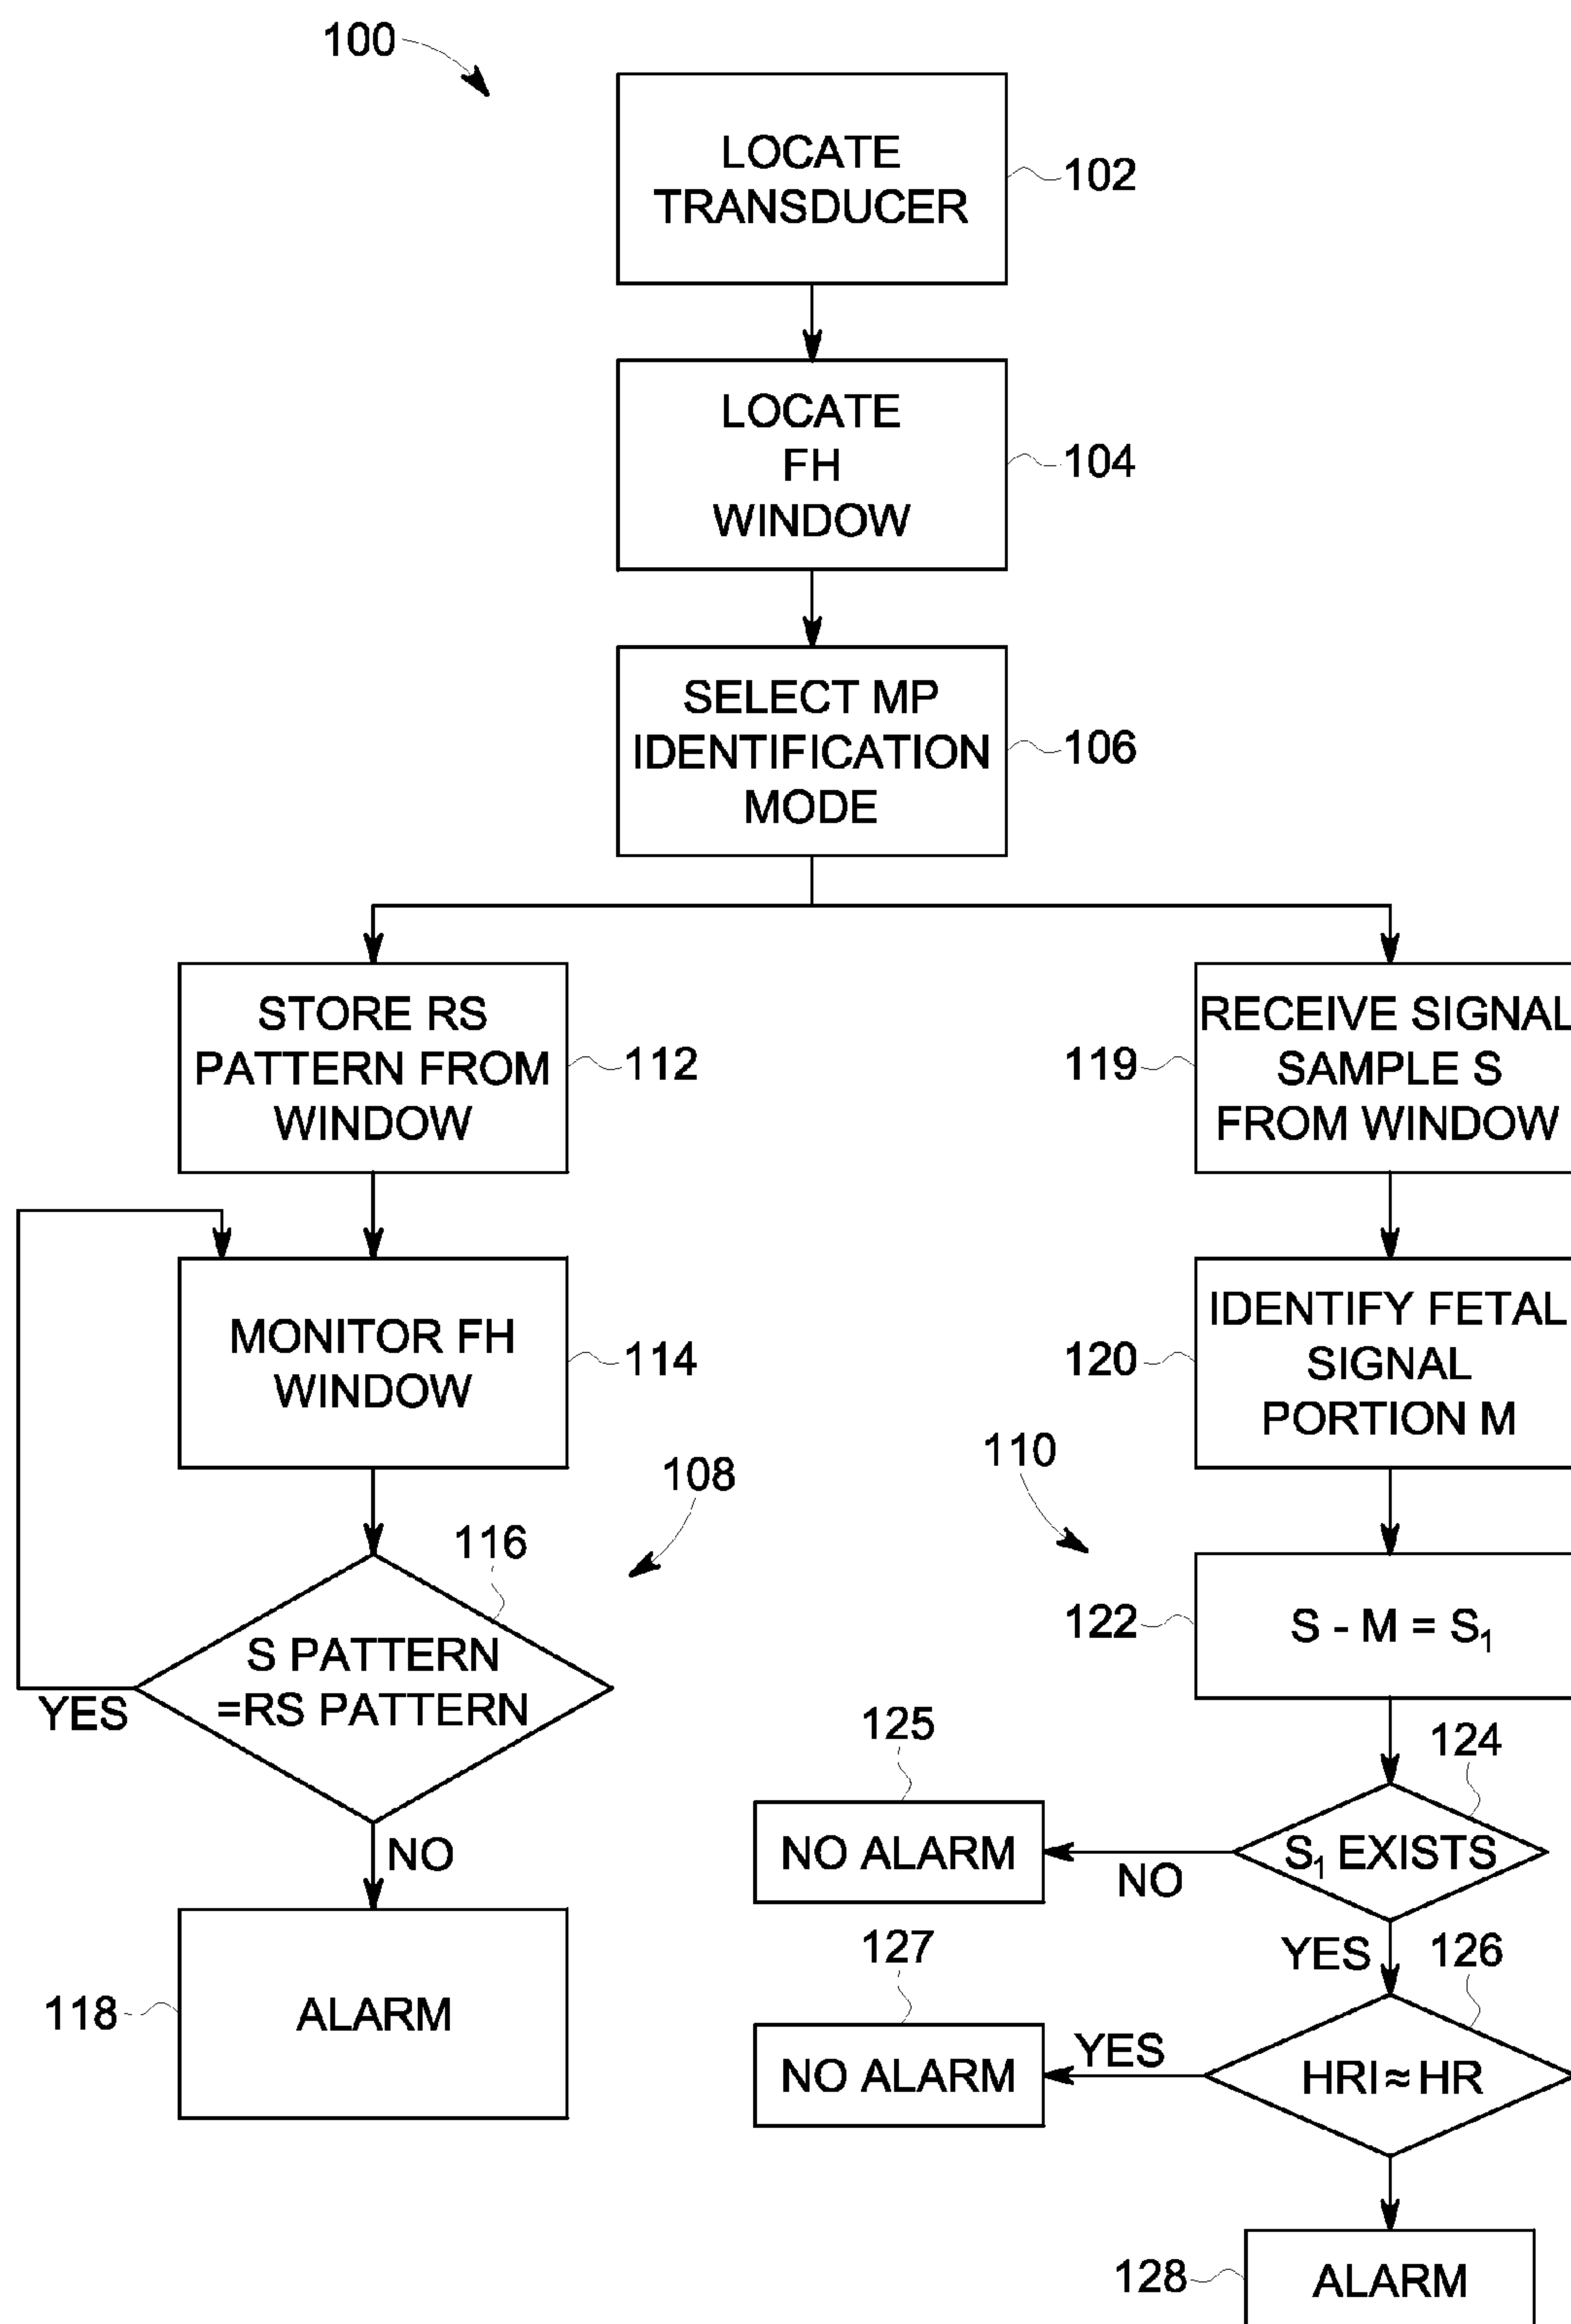 100
LOCATE
TRANSDUCER
102
LOCATE
FH
WINDOW
104
SELECT MP
IDENTIFICATION
MODE
106
STORE RS
PATTERN FROM
WINDOW
112
MONITOR FH
WINDOW
114
108
116
S PATTERN
=RS PATTERN
YES
NO
118
ALARM
119
RECEIVE SIGNAL
SAMPLE S
FROM WINDOW
120
IDENTIFY FETAL
SIGNAL
PORTION M
110
122
S - M = S₁
124
S₁ EXISTS
NO
125
NO ALARM
YES
126
HRI ≈ HR
YES
127
NO ALARM
128
ALARM